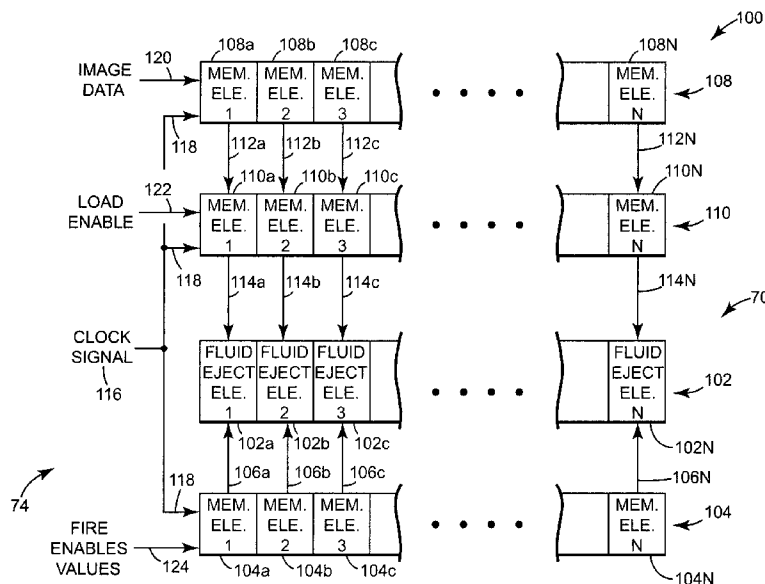 108a 108b 108c 108N 100
IMAGE DATA 120
MEM. ELE. 1 MEM. ELE. 2 MEM. ELE. 3 MEM. ELE. N 108
118 112a 112b 112c 112N
110a 110b 110c 110N
LOAD ENABLE 122
MEM. ELE. 1 MEM. ELE. 2 MEM. ELE. 3 MEM. ELE. N 110
118 114a 114b 114c 114N
70
CLOCK SIGNAL 116
FLUID EJECT ELE. 1 FLUID EJECT ELE. 2 FLUID EJECT ELE. 3 FLUID EJECT ELE. N 102
102a 102b 102c 102N
74 118 106a 106b 106c 106N
MEM. ELE. 1 MEM. ELE. 2 MEM. ELE. 3 MEM. ELE. N 104
FIRE ENABLES VALUES 124
104a 104b 104c 104N